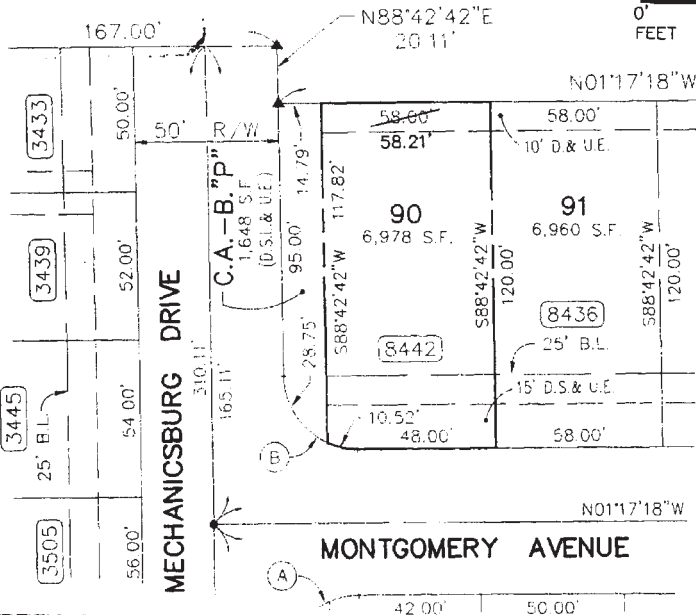 167.00'
N88°42'42"E
20.11'
0'
FEET
N01°17'18"W
3433
50.00'
50' R/W
14.79'
58.00'
58.21'
58.00'
10' D.& U.E.
C.A.-B."P"
1,648 S.F.
(D.S.I.& U.E.)
95.00'
117.82'
S88°42'42"W
90
6,978 S.F.
S88°42'42"W
120.00'
91
6,960 S.F.
S88°42'42"W
120.00'
3439
52.00'
MECHANICSBURG DRIVE
310.11'
165.11'
28.75'
8442
8436
25' B.L.
15' D.S.& U.E.
3445
25' B.L.
54.00'
10.52'
48.00'
58.00'
B
3505
56.00'
N01°17'18"W
MONTGOMERY AVENUE
A
42.00'
50.00'